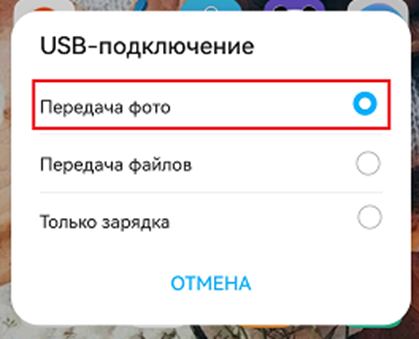 USB-подключение
Передача фото
Передача файлов
Только зарядка
ОТМЕНА